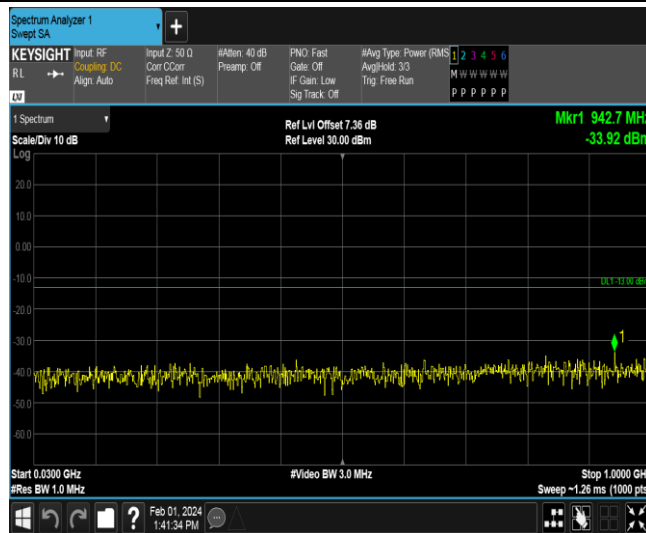 Spectrum Analyzer 1
Swept SA
+
KEYSIGHT
RL
Input: RF
Coupling: DC
Align: Auto
Input Z: 50 Ω
Corr CCorr
Freq Ref: Int (S)
#Atten: 40 dB
Preamp: Off
PNO: Fast
Gate: Off
IF Gain: Low
Sig Track: Off
#Avg Type: Power (RMS
Avg|Hold: 3/3
Trig: Free Run
1 2 3 4 5 6
M W W W W W
P P P P P P
LXI
1 Spectrum
Scale/Div 10 dB
Ref Lvl Offset 7.36 dB
Ref Level 30.00 dBm
Mkr1 942.7 MHz
-33.92 dBm
Log
20.0
10.0
0.00
-10.0
-20.0
-30.0
-40.0
-50.0
-60.0
DL1 -13.00 dBm
1
Start 0.0300 GHz
#Res BW 1.0 MHz
#Video BW 3.0 MHz
Stop 1.0000 GH
Sweep ~1.26 ms (1000 pts
?
Feb 01, 2024
1:41:34 PM